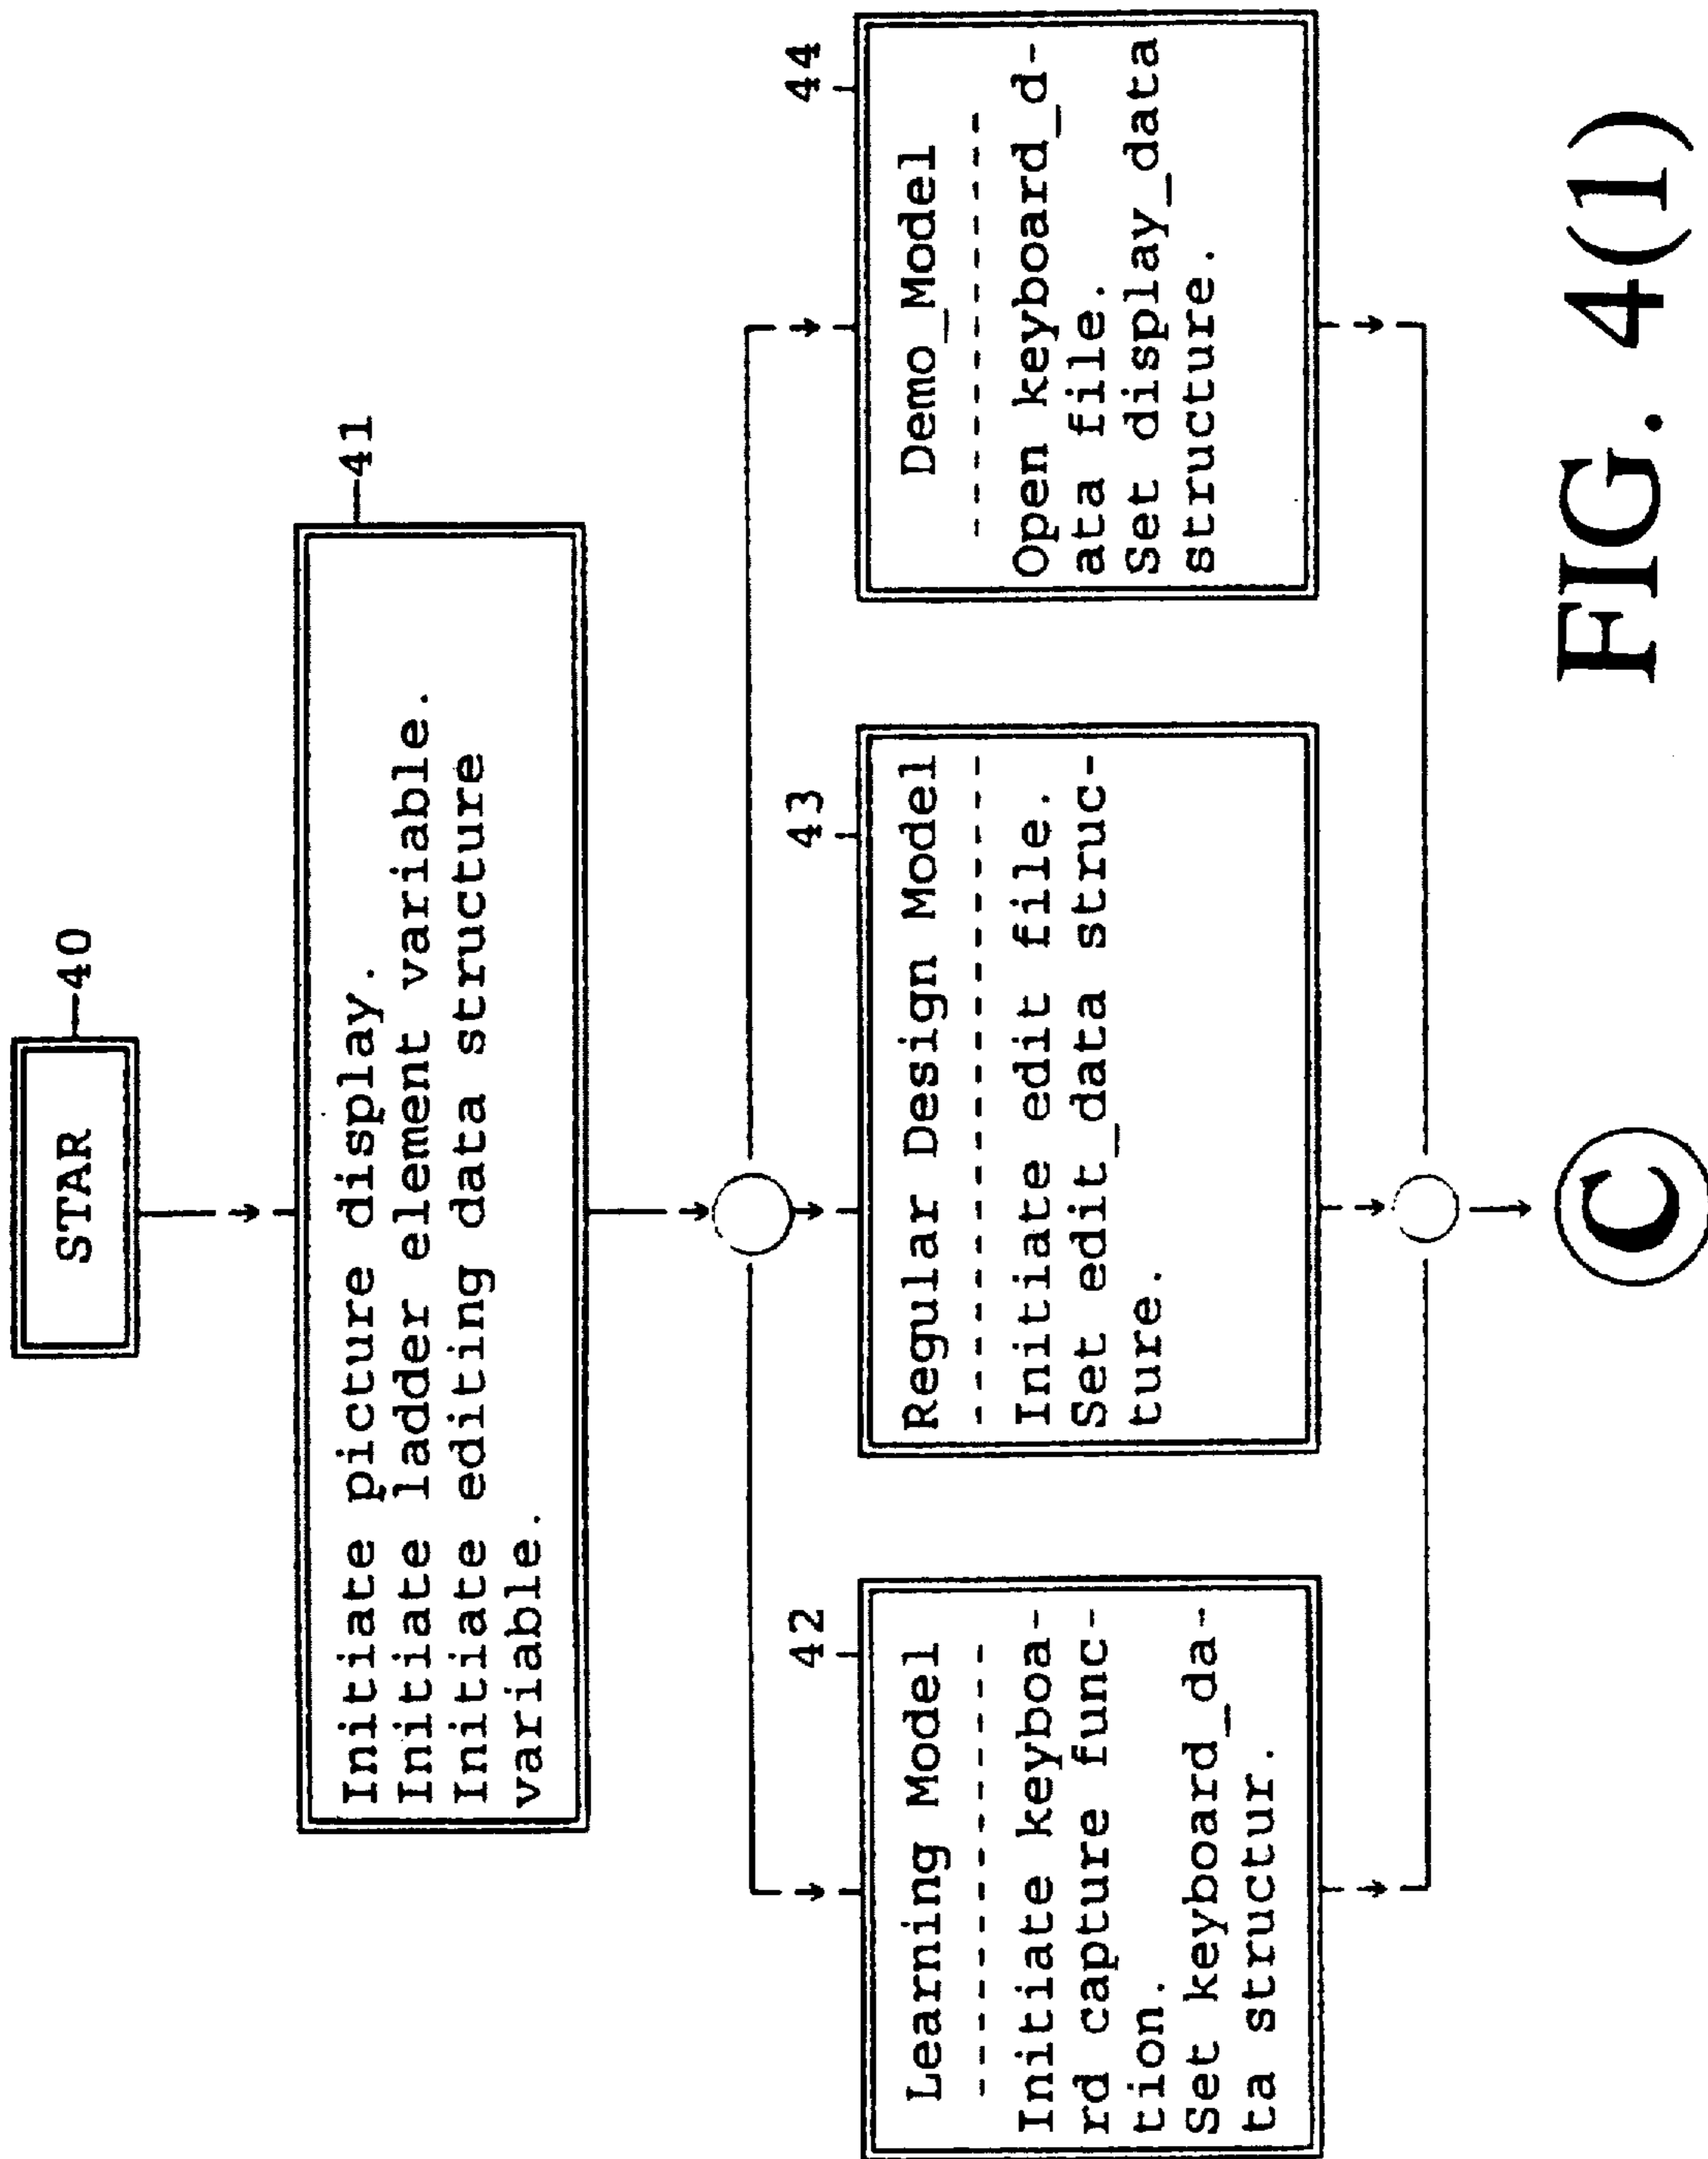 STAR
40
Initiate picture display.
Initiate ladder element variable.
Initiate editing data structure
variable.
41
42
Learning Model
Initiate keyboa-
rd capture func-
tion.
Set keyboard_da-
ta structur.
43
Regular Design Model
Initiate edit file.
Set edit_data struc-
ture.
44
Demo_Model
Open keyboard_d-
ata file.
Set display_data
structure.
C
FIG. 4(1)